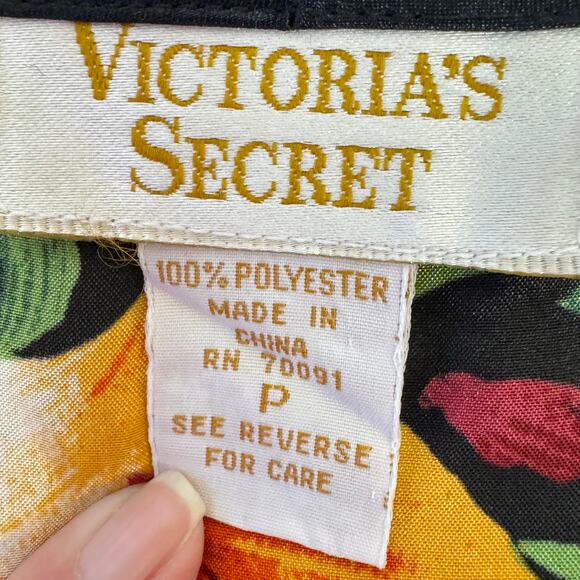 VICTORIA'S
SECRET
100% POLYESTER
MADE IN
CHINA
RN 70091
P
SEE REVERSE
FOR CARE